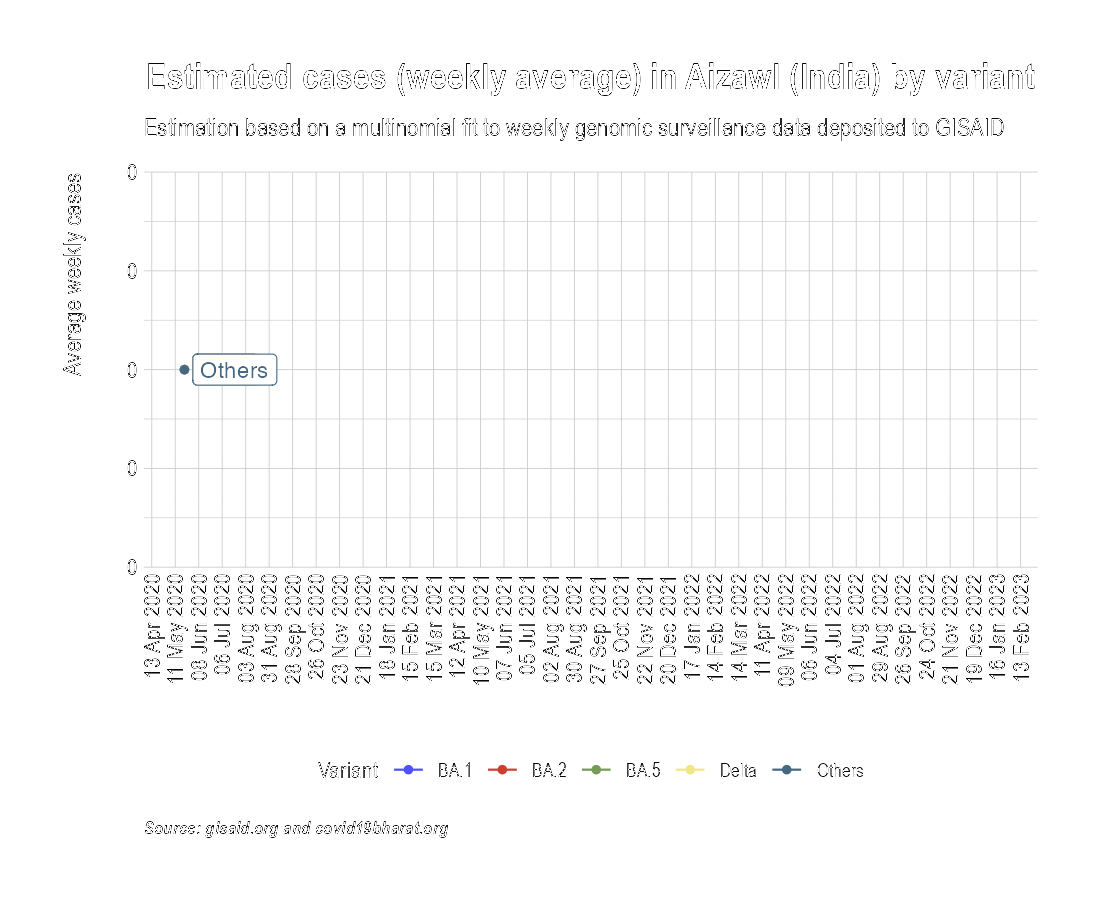 Estimated cases (weekly average) in Aizawl (India) by variant
Estimation based on a multinomial fit to weekly genomic surveillance data deposited to GISAID
Average weekly cases
0
0
0
0
0
Others
13 Apr 2020
11 May 2020
08 Jun 2020
06 Jul 2020
03 Aug 2020
31 Aug 2020
28 Sep 2020
26 Oct 2020
23 Nov 2020
21 Dec 2020
18 Jan 2021
15 Feb 2021
15 Mar 2021
12 Apr 2021
10 May 2021
07 Jun 2021
05 Jul 2021
02 Aug 2021
30 Aug 2021
27 Sep 2021
25 Oct 2021
22 Nov 2021
20 Dec 2021
17 Jan 2022
14 Feb 2022
14 Mar 2022
11 Apr 2022
09 May 2022
06 Jun 2022
04 Jul 2022
01 Aug 2022
29 Aug 2022
26 Sep 2022
24 Oct 2022
21 Nov 2022
19 Dec 2022
16 Jan 2023
13 Feb 2023
Variant BA.1 BA.2 BA.5 Delta Others
Source: gisaid.org and covid19bharat.org